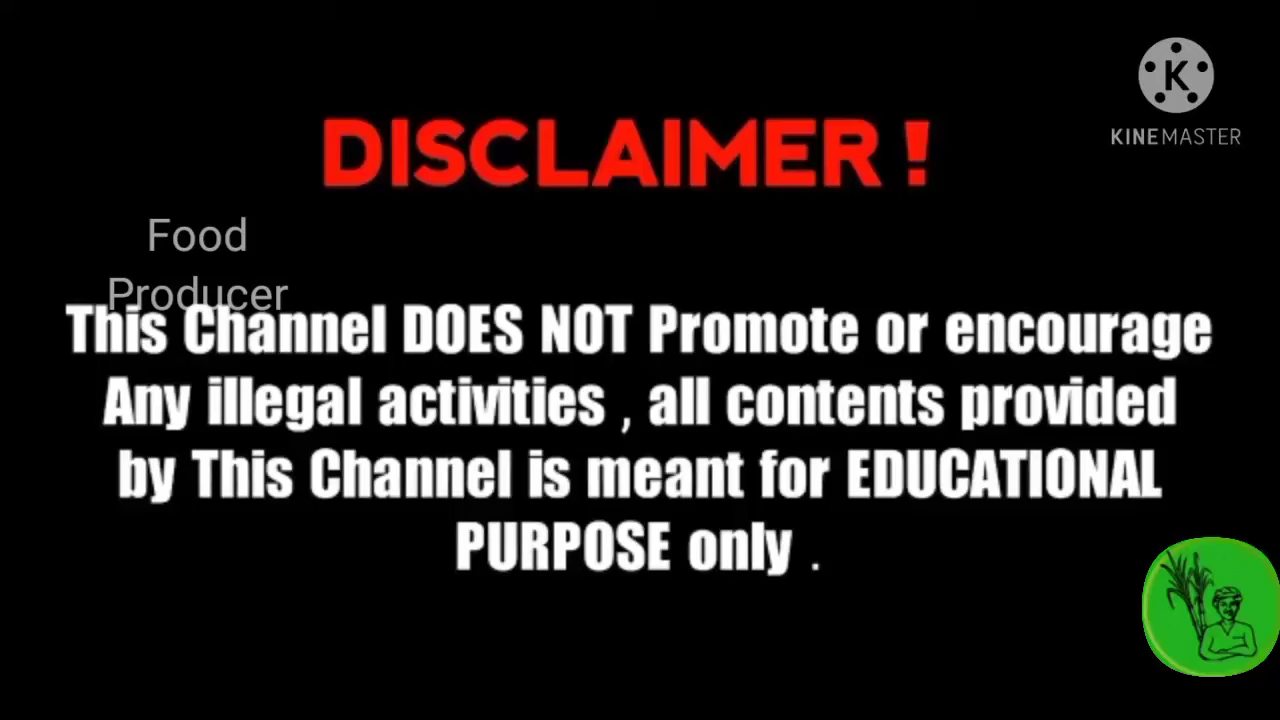 K
KINEMASTER
DISCLAIMER !
Food
Producer
This Channel DOES NOT Promote or encourage
Any illegal activities , all contents provided
by This Channel is meant for EDUCATIONAL
PURPOSE only .